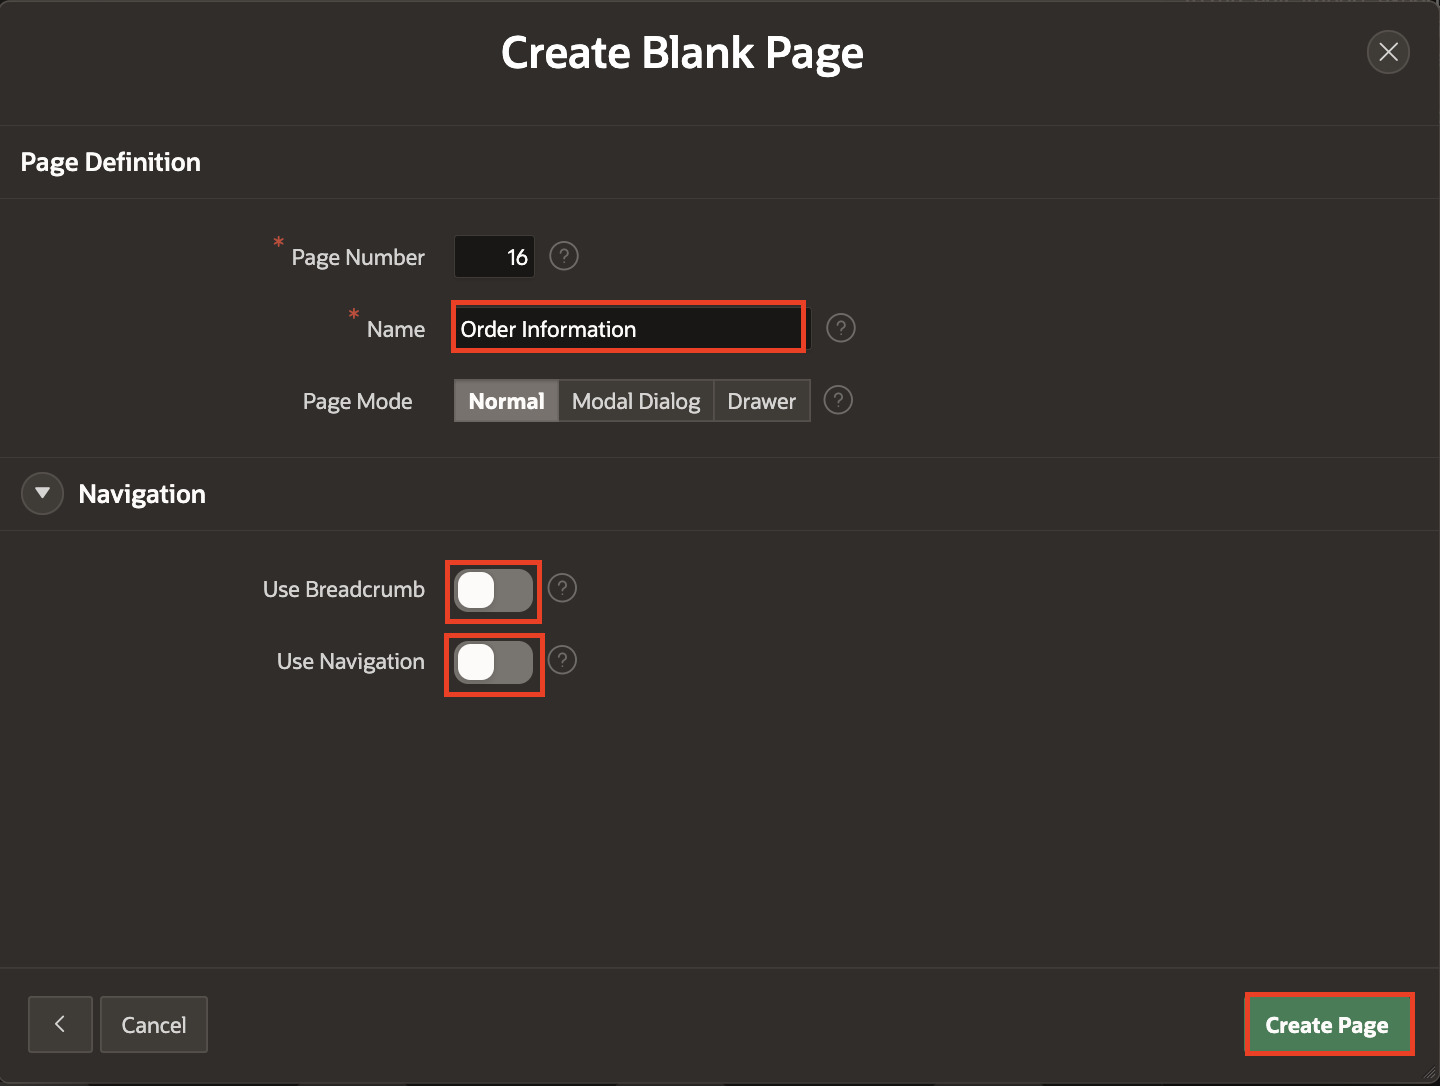 Create Blank Page
Page Definition
* Page Number 16 ?
* Name Order Information ?
Page Mode Normal Modal Dialog Drawer ?
Navigation
Use Breadcrumb ?
Use Navigation ?
Cancel Create Page